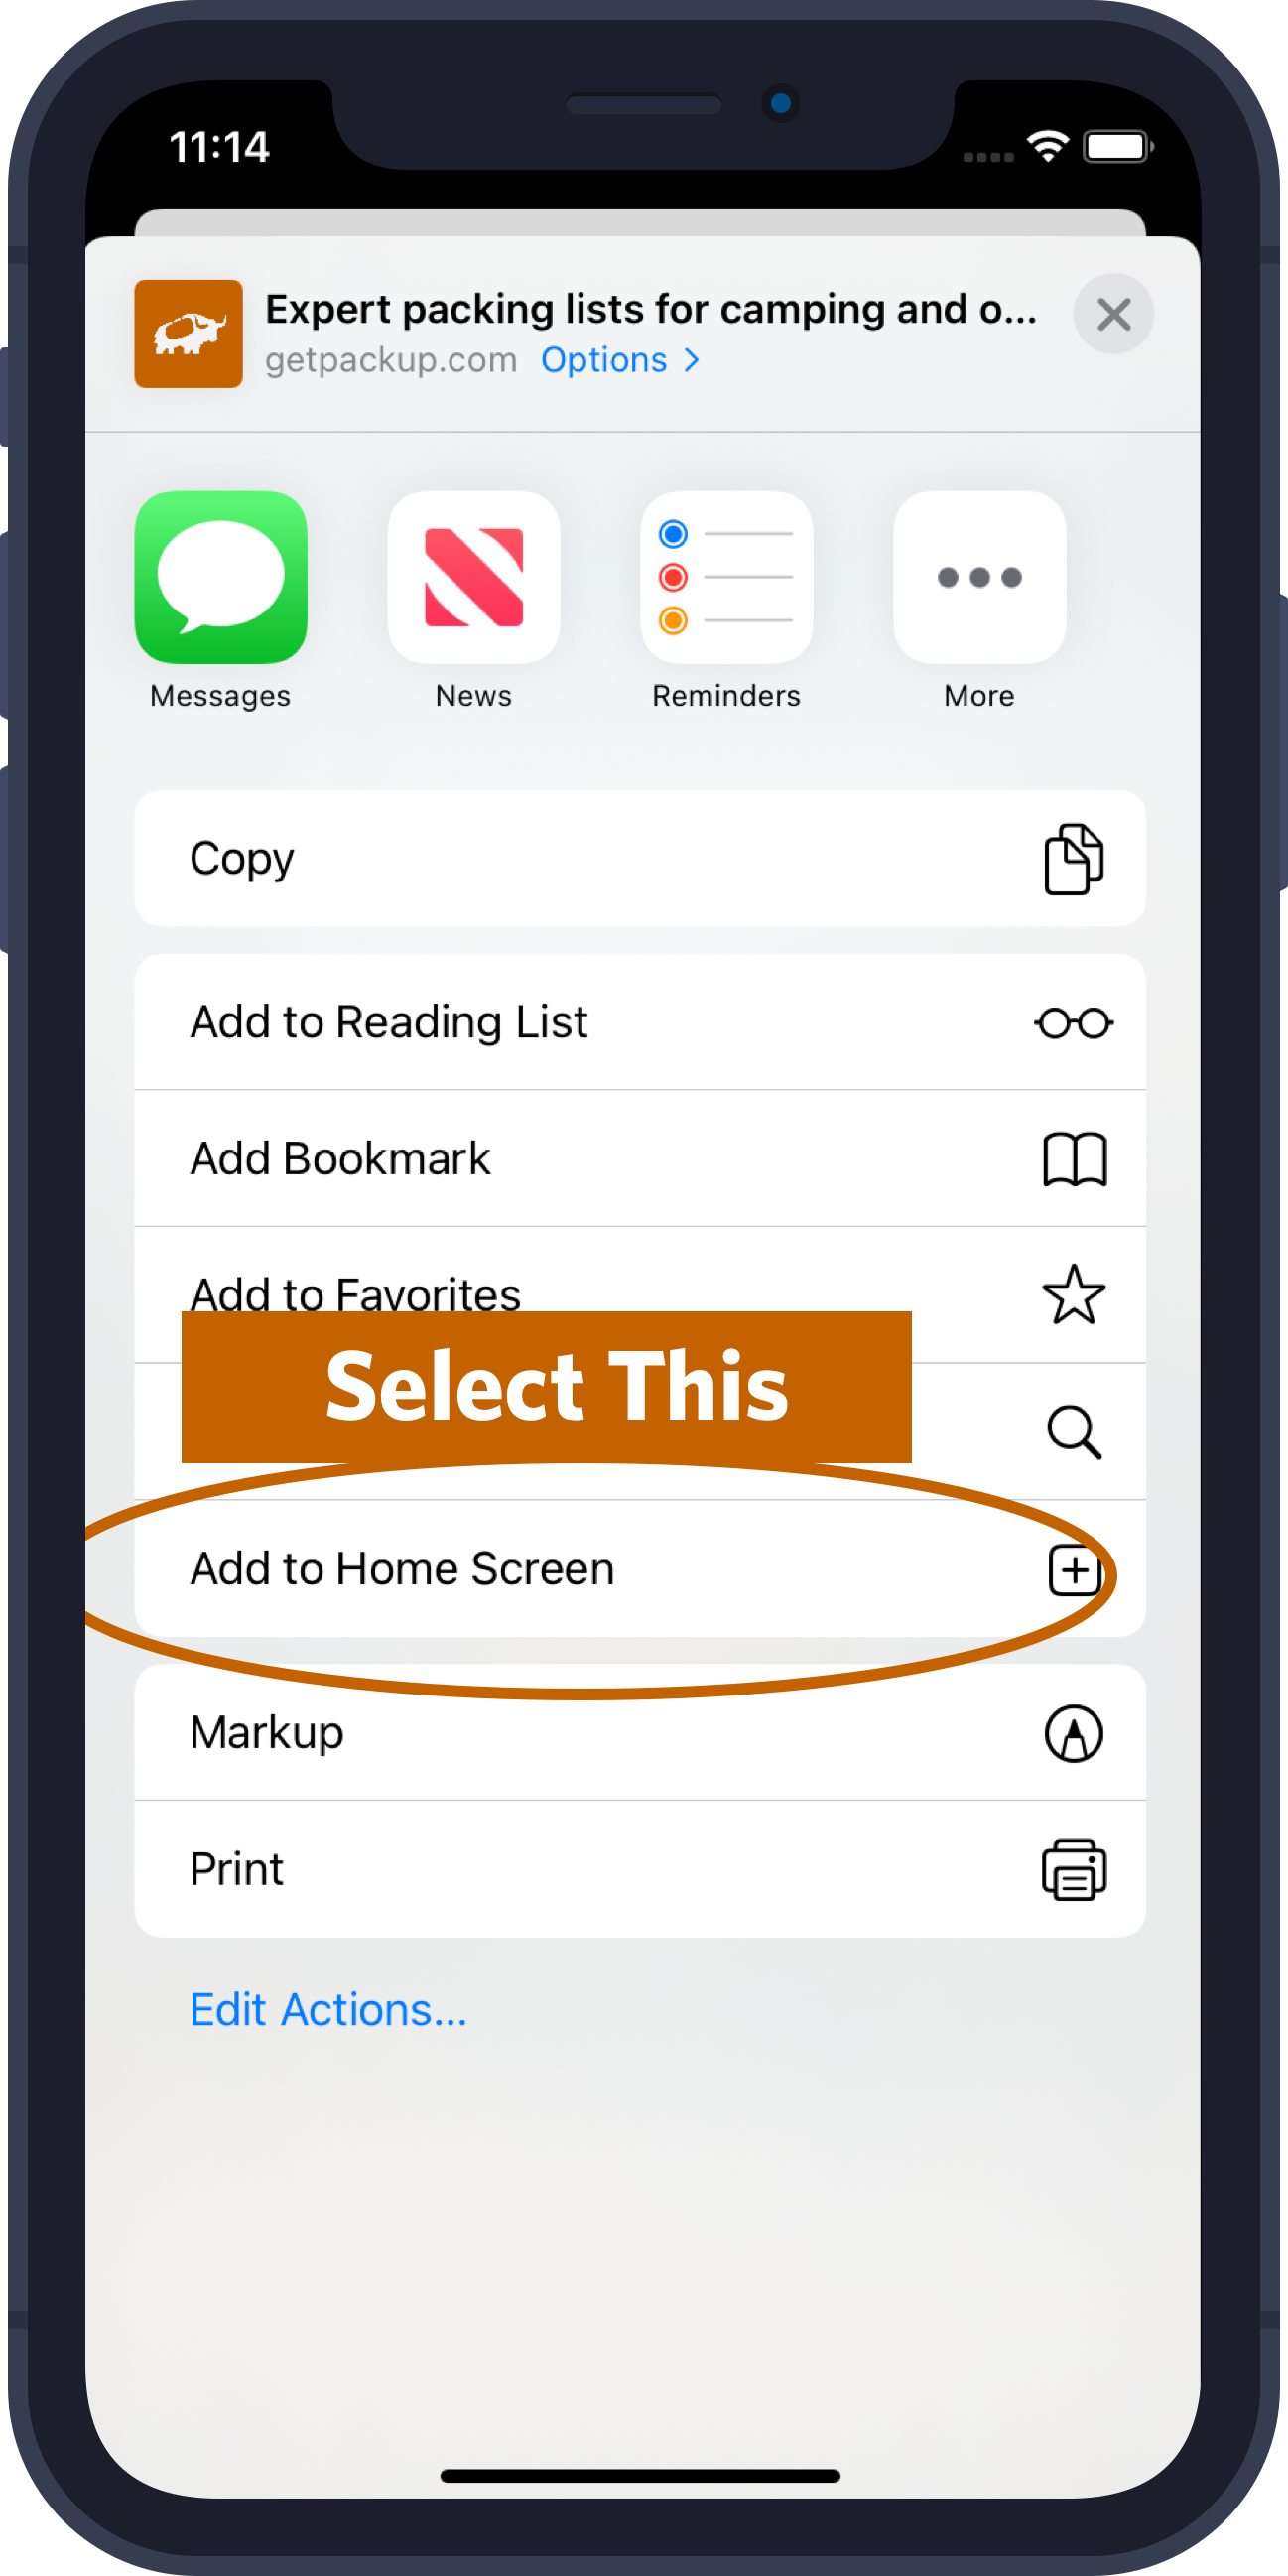 11:14
Expert packing lists for camping and o...
getpackup.com Options >
Messages News Reminders More
Copy
Add to Reading List
Add Bookmark
Add to Favorites
Select This
Add to Home Screen
Markup
Print
Edit Actions...